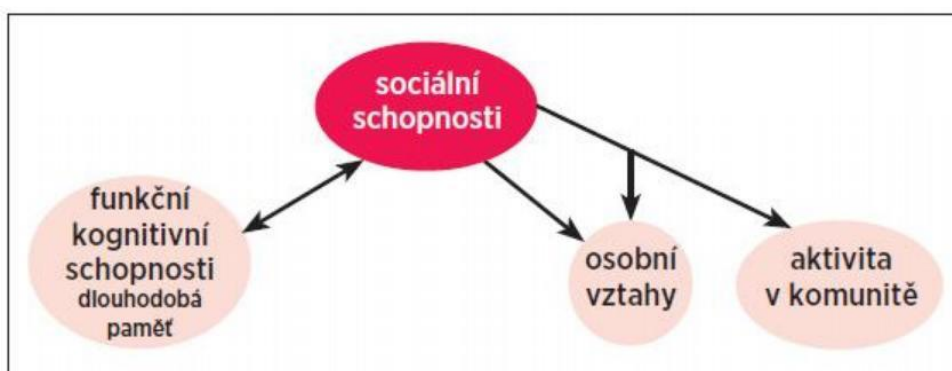 sociální
schopnosti
funkční
kognitivní
schopnosti
dlouhodobá
paměť
osobní
vztahy
aktivita
v komunitě